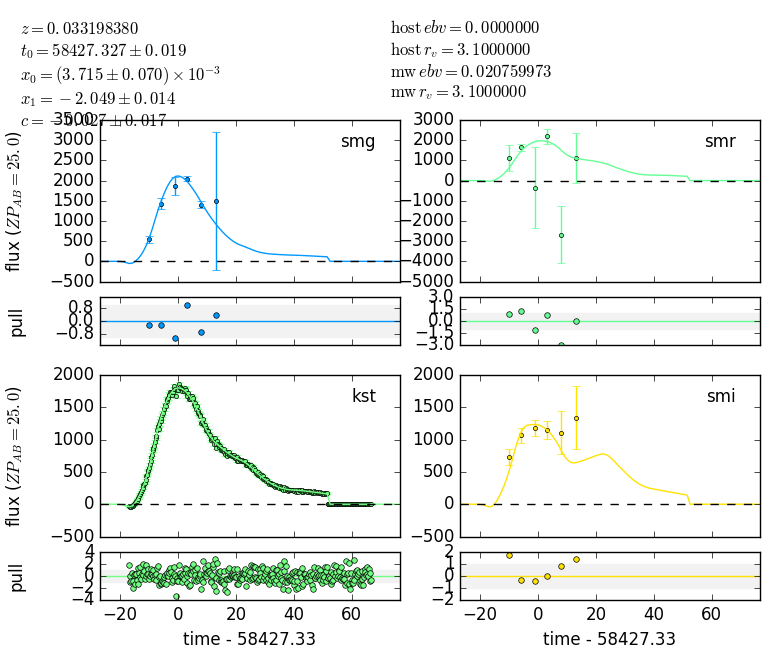 z = 0.033198380
t₀ = 58427.327 ± 0.019
x₀ = (3.715 ± 0.070) × 10⁻³
x₁ = −2.049 ± 0.014
c = −0.027 ± 0.017
host ebv = 0.0000000
host r_v = 3.1000000
mw ebv = 0.020759973
mw r_v = 3.1000000
flux (ZP_AB = 25.0)
3500
3000
2500
2000
1500
1000
500
0
−500
smg
3000
2000
1000
0
−1000
−2000
−3000
−4000
−5000
smr
pull
0.8
0.0
−0.8
3.0
1.5
0.0
−1.5
−3.0
flux (ZP_AB = 25.0)
2000
1500
1000
500
0
−500
kst
2000
1500
1000
500
0
−500
smi
pull
4
2
0
−2
−4
2
1
0
−1
−2
−20 0 20 40 60
−20 0 20 40 60
time - 58427.33
time - 58427.33